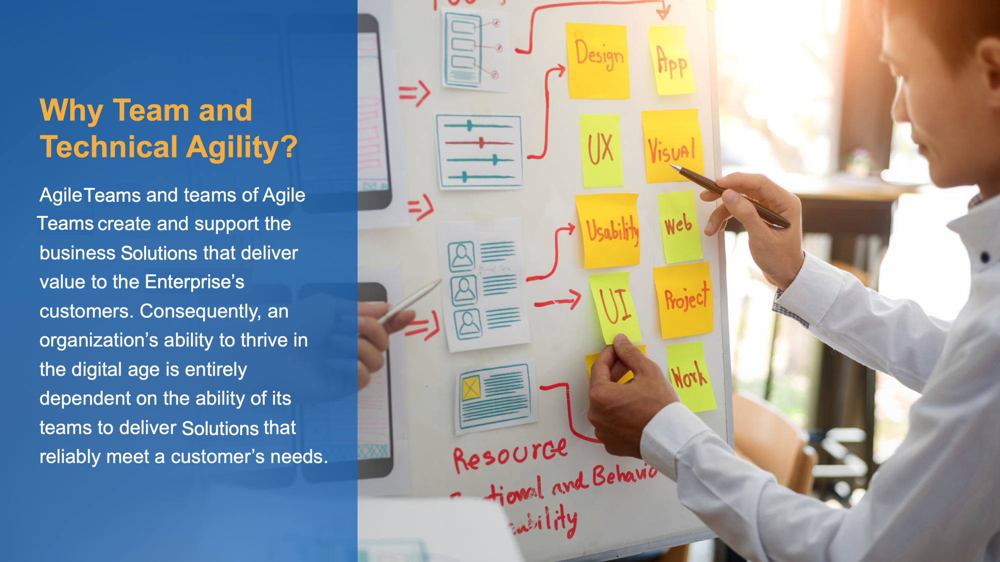 Why Team and
Technical Agility?
Agile Teams and teams of Agile
Teams create and support the
business Solutions that deliver
value to the Enterprise’s
customers. Consequently, an
organization’s ability to thrive in
the digital age is entirely
dependent on the ability of its
teams to deliver Solutions that
reliably meet a customer’s needs.
A
B
C
Design
App
UX
Visual
Usability
Web
UI
Project
Work
Resource
and Behavio